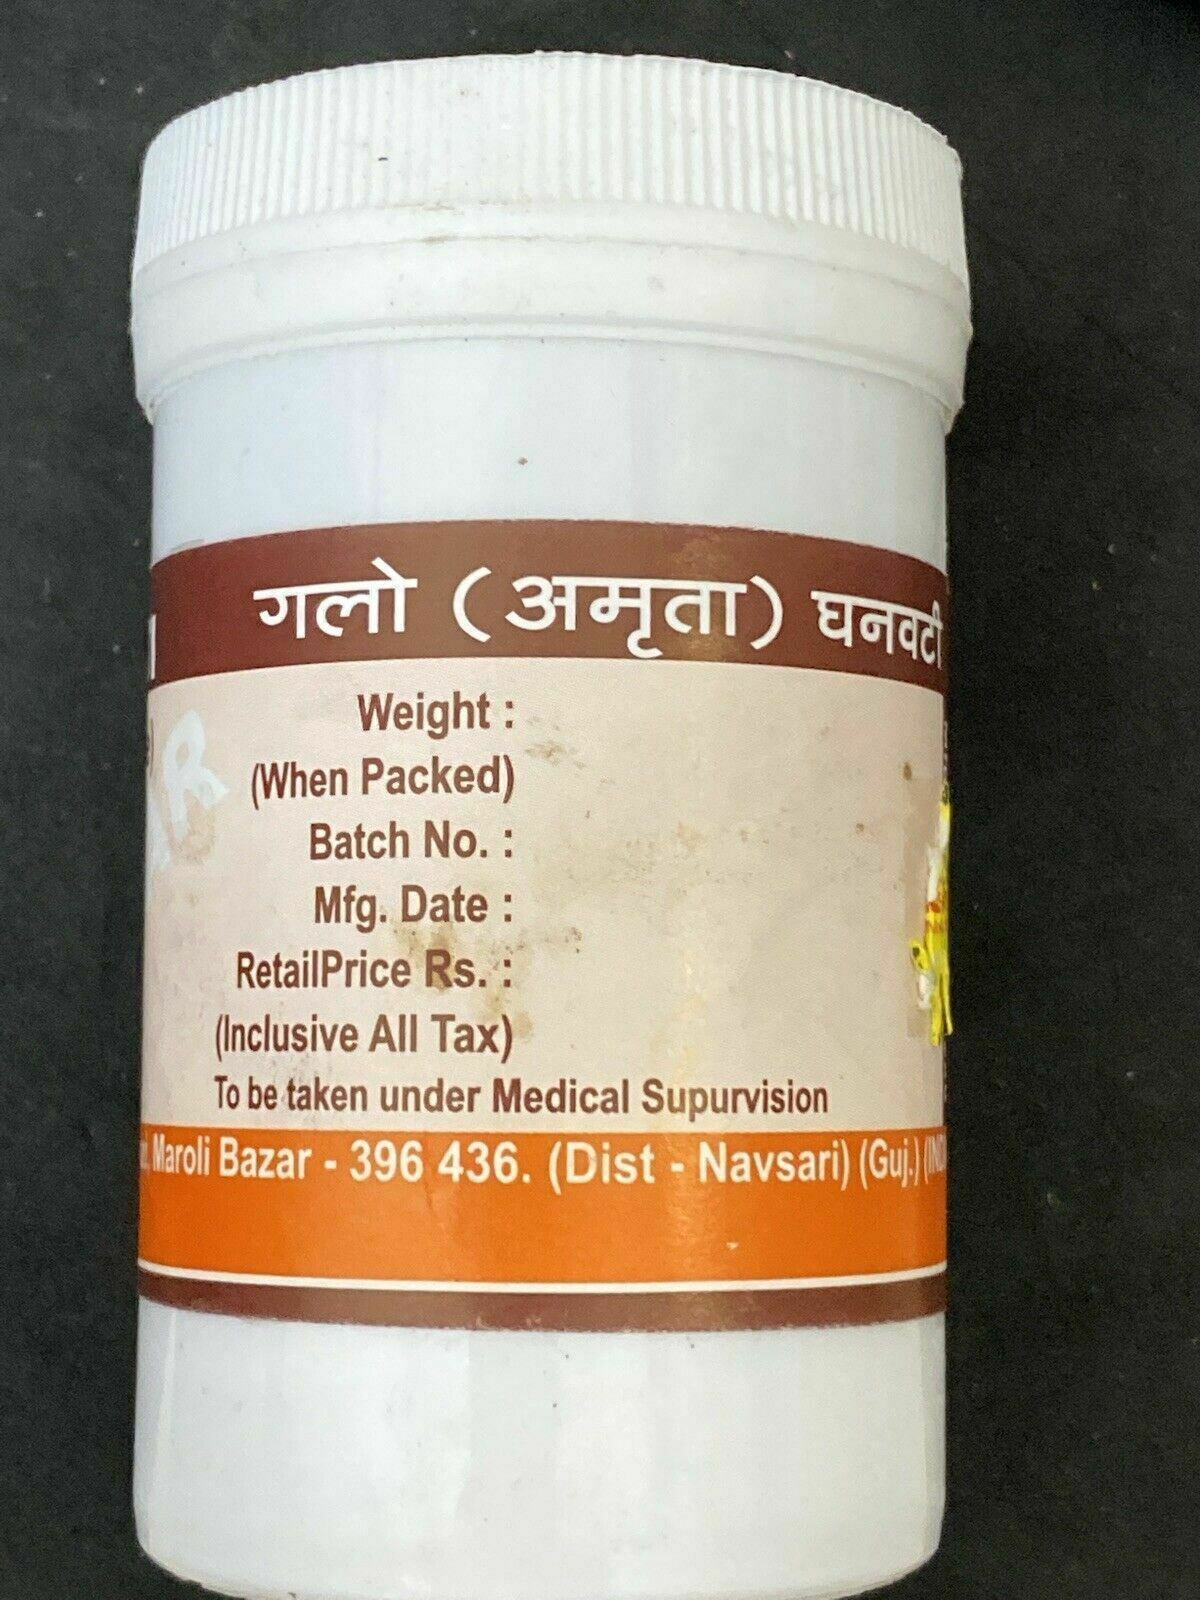 गलो (अमृता) घनवटी
Weight :
(When Packed)
Batch No. :
Mfg. Date :
RetailPrice Rs. :
(Inclusive All Tax)
To be taken under Medical Supurvision
Maroli Bazar - 396 436. (Dist - Navsari) (Guj.)